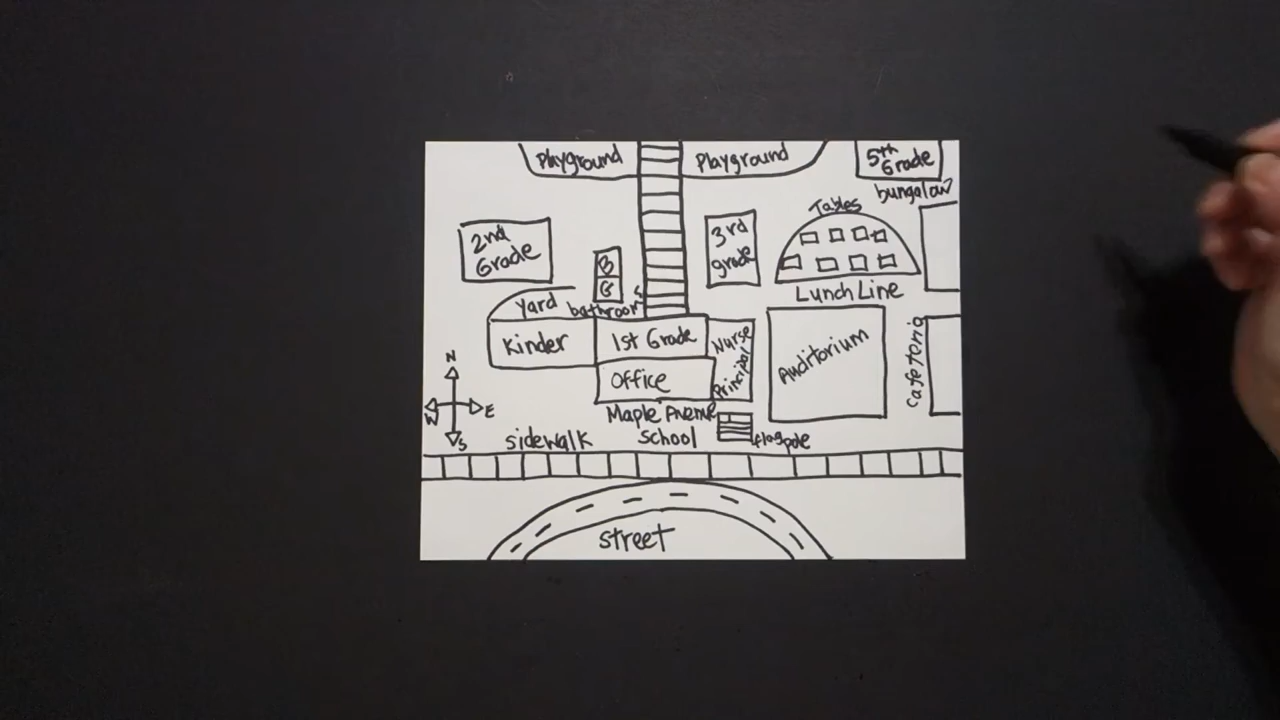 Playground
Playground
5th
Grade
bungalow
Tables
2nd
Grade
3rd
grade
B
G
Lunch Line
Yard
bathroom
Kinder
1st Grade
Nurse
Principal
Office
Auditorium
Cafeteria
N
W
E
S
Maple Avenue
School
sidewalk
flagpole
street